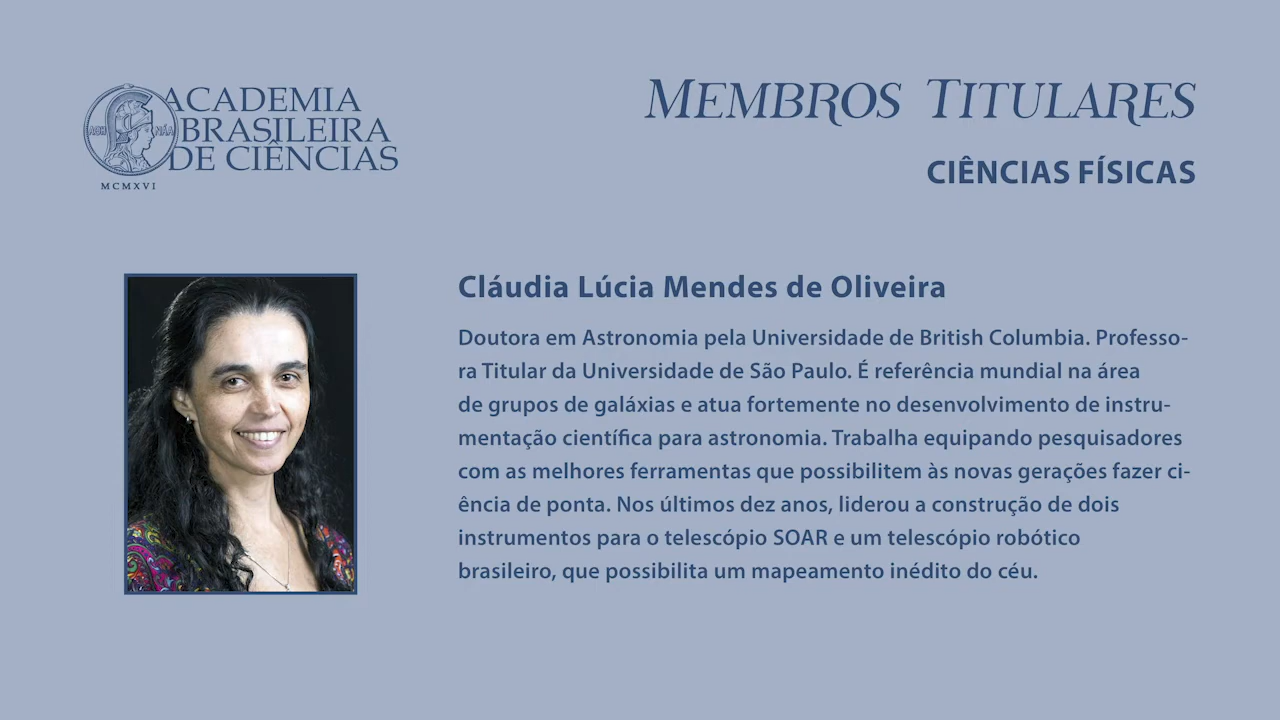 ACADEMIA
BRASILEIRA
DE CIÊNCIAS
MCMXVI
MEMBROS TITULARES
CIÊNCIAS FÍSICAS
Cláudia Lúcia Mendes de Oliveira
Doutora em Astronomia pela Universidade de British Columbia. Professo-
ra Titular da Universidade de São Paulo. É referência mundial na área
de grupos de galáxias e atua fortemente no desenvolvimento de instru-
mentação científica para astronomia. Trabalha equipando pesquisadores
com as melhores ferramentas que possibilitem às novas gerações fazer ci-
ência de ponta. Nos últimos dez anos, liderou a construção de dois
instrumentos para o telescópio SOAR e um telescópio robótico
brasileiro, que possibilita um mapeamento inédito do céu.